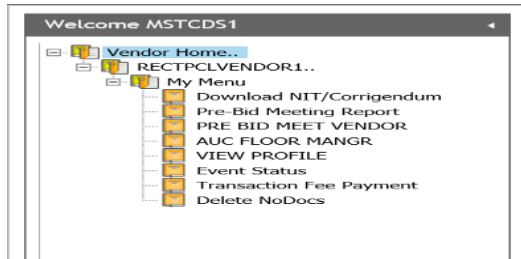 Welcome MSTCDS1
Vendor Home..
RECTPCLVENDOR1..
My Menu
Download NIT/Corrigendum
Pre-Bid Meeting Report
PRE BID MEET VENDOR
AUC FLOOR MANGR
VIEW PROFILE
Event Status
Transaction Fee Payment
Delete NoDocs